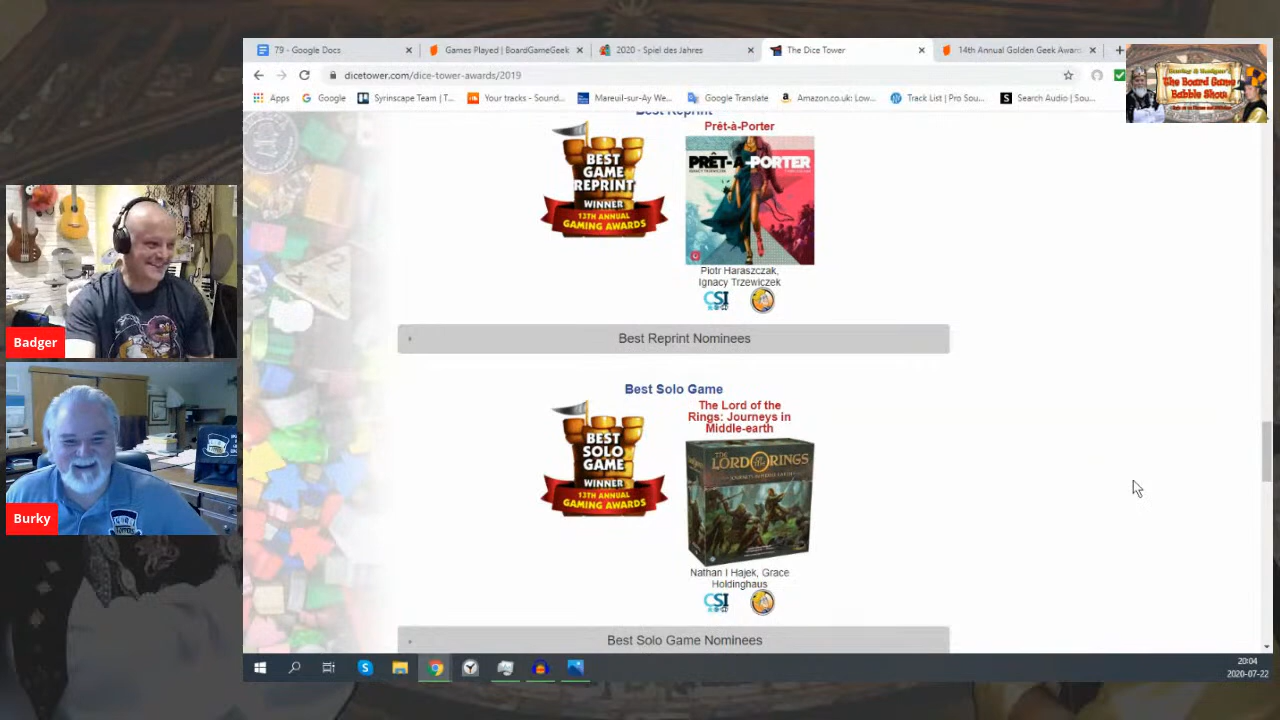 79 - Google Docs
Games Played | BoardGameGeek
2020 - Spiel des Jahres
The Dice Tower
14th Annual Golden Geek Awar
dicetower.com/dice-tower-awards/2019
Apps
Google
Syrinscape Team | T...
Your tracks - Sound...
Mareuil-sur-Ay We...
Google Translate
Amazon.co.uk: Low...
Track List | Pro Sou...
Search Audio | Sou...
The Board Game
Babble Show
Best Reprint
Prêt-à-Porter
BEST
GAME
REPRINT
WINNER
13TH ANNUAL
GAMING AWARDS
PRÊT-À-PORTER
Piotr Haraszczak,
Ignacy Trzewiczek
CSI
Best Reprint Nominees
Best Solo Game
The Lord of the
Rings: Journeys in
Middle-earth
BEST
SOLO
GAME
WINNER
13TH ANNUAL
GAMING AWARDS
THE
LORD OF THE RINGS
Nathan I Hajek, Grace
Holdinghaus
CSI
Best Solo Game Nominees
Badger
Burky
20:04
2020-07-22